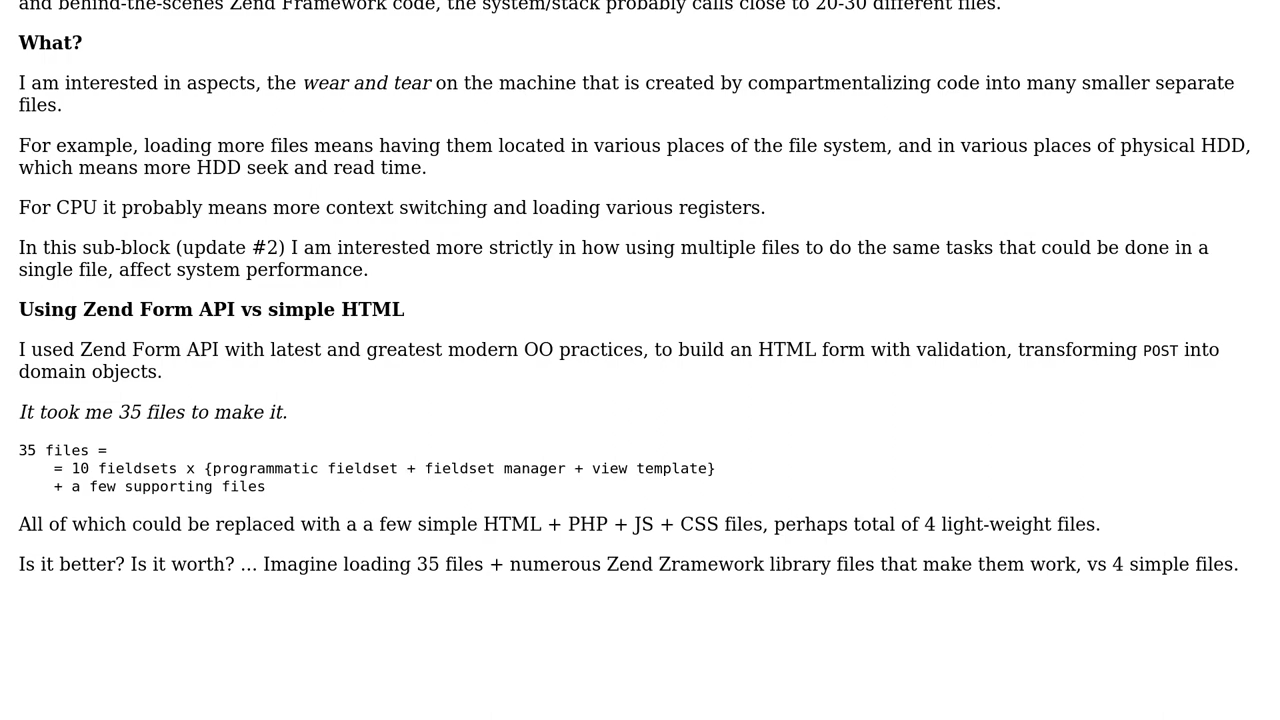 and behind-the-scenes Zend Framework code, the system/stack probably calls close to 20-30 different files.
What?
I am interested in aspects, the wear and tear on the machine that is created by compartmentalizing code into many smaller separate
files.
For example, loading more files means having them located in various places of the file system, and in various places of physical HDD,
which means more HDD seek and read time.
For CPU it probably means more context switching and loading various registers.
In this sub-block (update #2) I am interested more strictly in how using multiple files to do the same tasks that could be done in a
single file, affect system performance.
Using Zend Form API vs simple HTML
I used Zend Form API with latest and greatest modern OO practices, to build an HTML form with validation, transforming POST into
domain objects.
It took me 35 files to make it.
35 files =
    = 10 fieldsets x {programmatic fieldset + fieldset manager + view template}
    + a few supporting files
All of which could be replaced with a a few simple HTML + PHP + JS + CSS files, perhaps total of 4 light-weight files.
Is it better? Is it worth? ... Imagine loading 35 files + numerous Zend Zramework library files that make them work, vs 4 simple files.